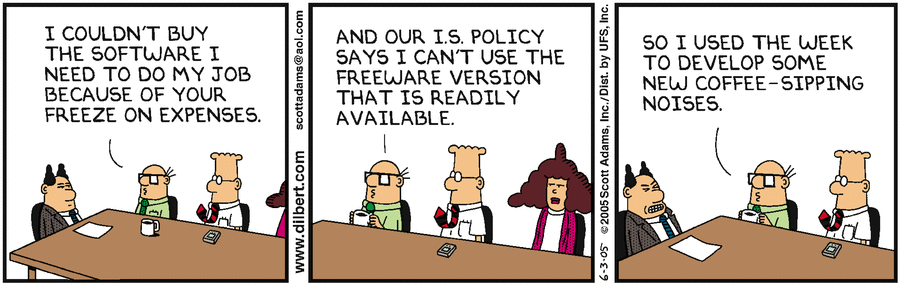 I COULDN'T BUY
THE SOFTWARE I
NEED TO DO MY JOB
BECAUSE OF YOUR
FREEZE ON EXPENSES.
www.dilbert.com
scottadams@aol.com
AND OUR I.S. POLICY
SAYS I CAN'T USE THE
FREEWARE VERSION
THAT IS READILY
AVAILABLE.
6-3-05 ©2005 Scott Adams, Inc./Dist. by UFS, Inc.
SO I USED THE WEEK
TO DEVELOP SOME
NEW COFFEE-SIPPING
NOISES.